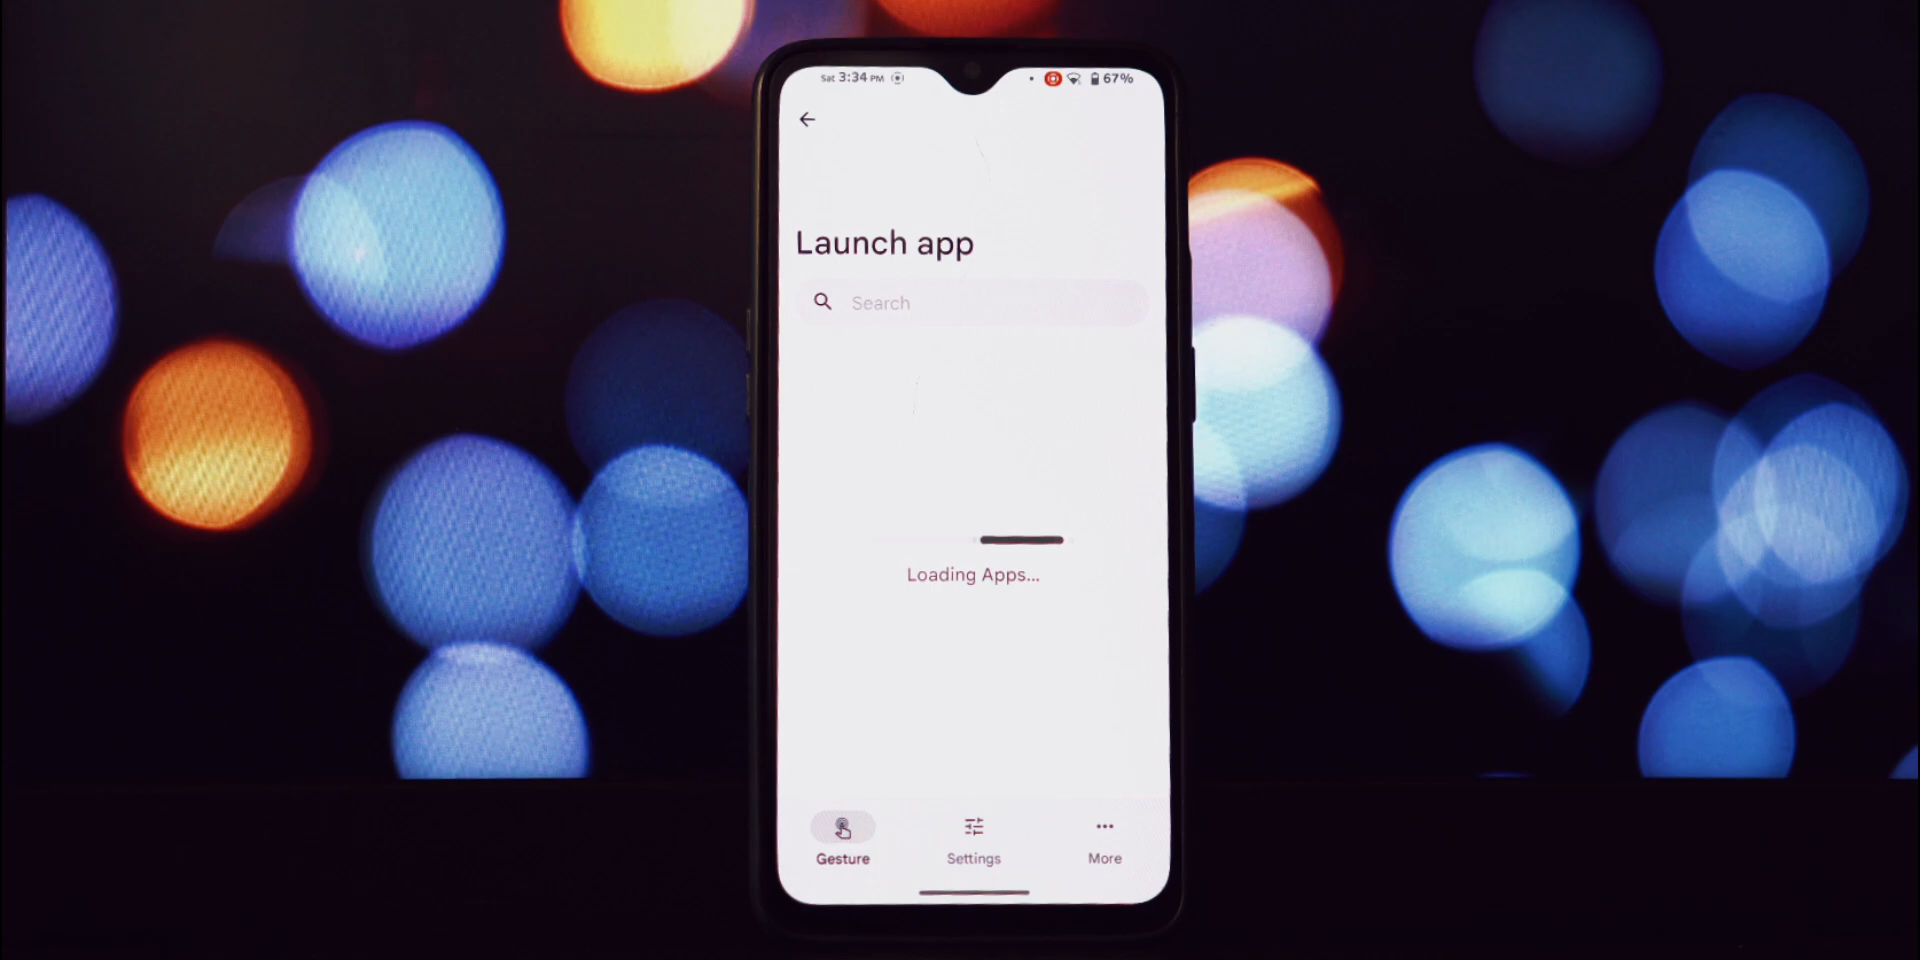 Sat 3:34 PM 67%
Launch app
Search
Loading Apps...
Gesture Settings More